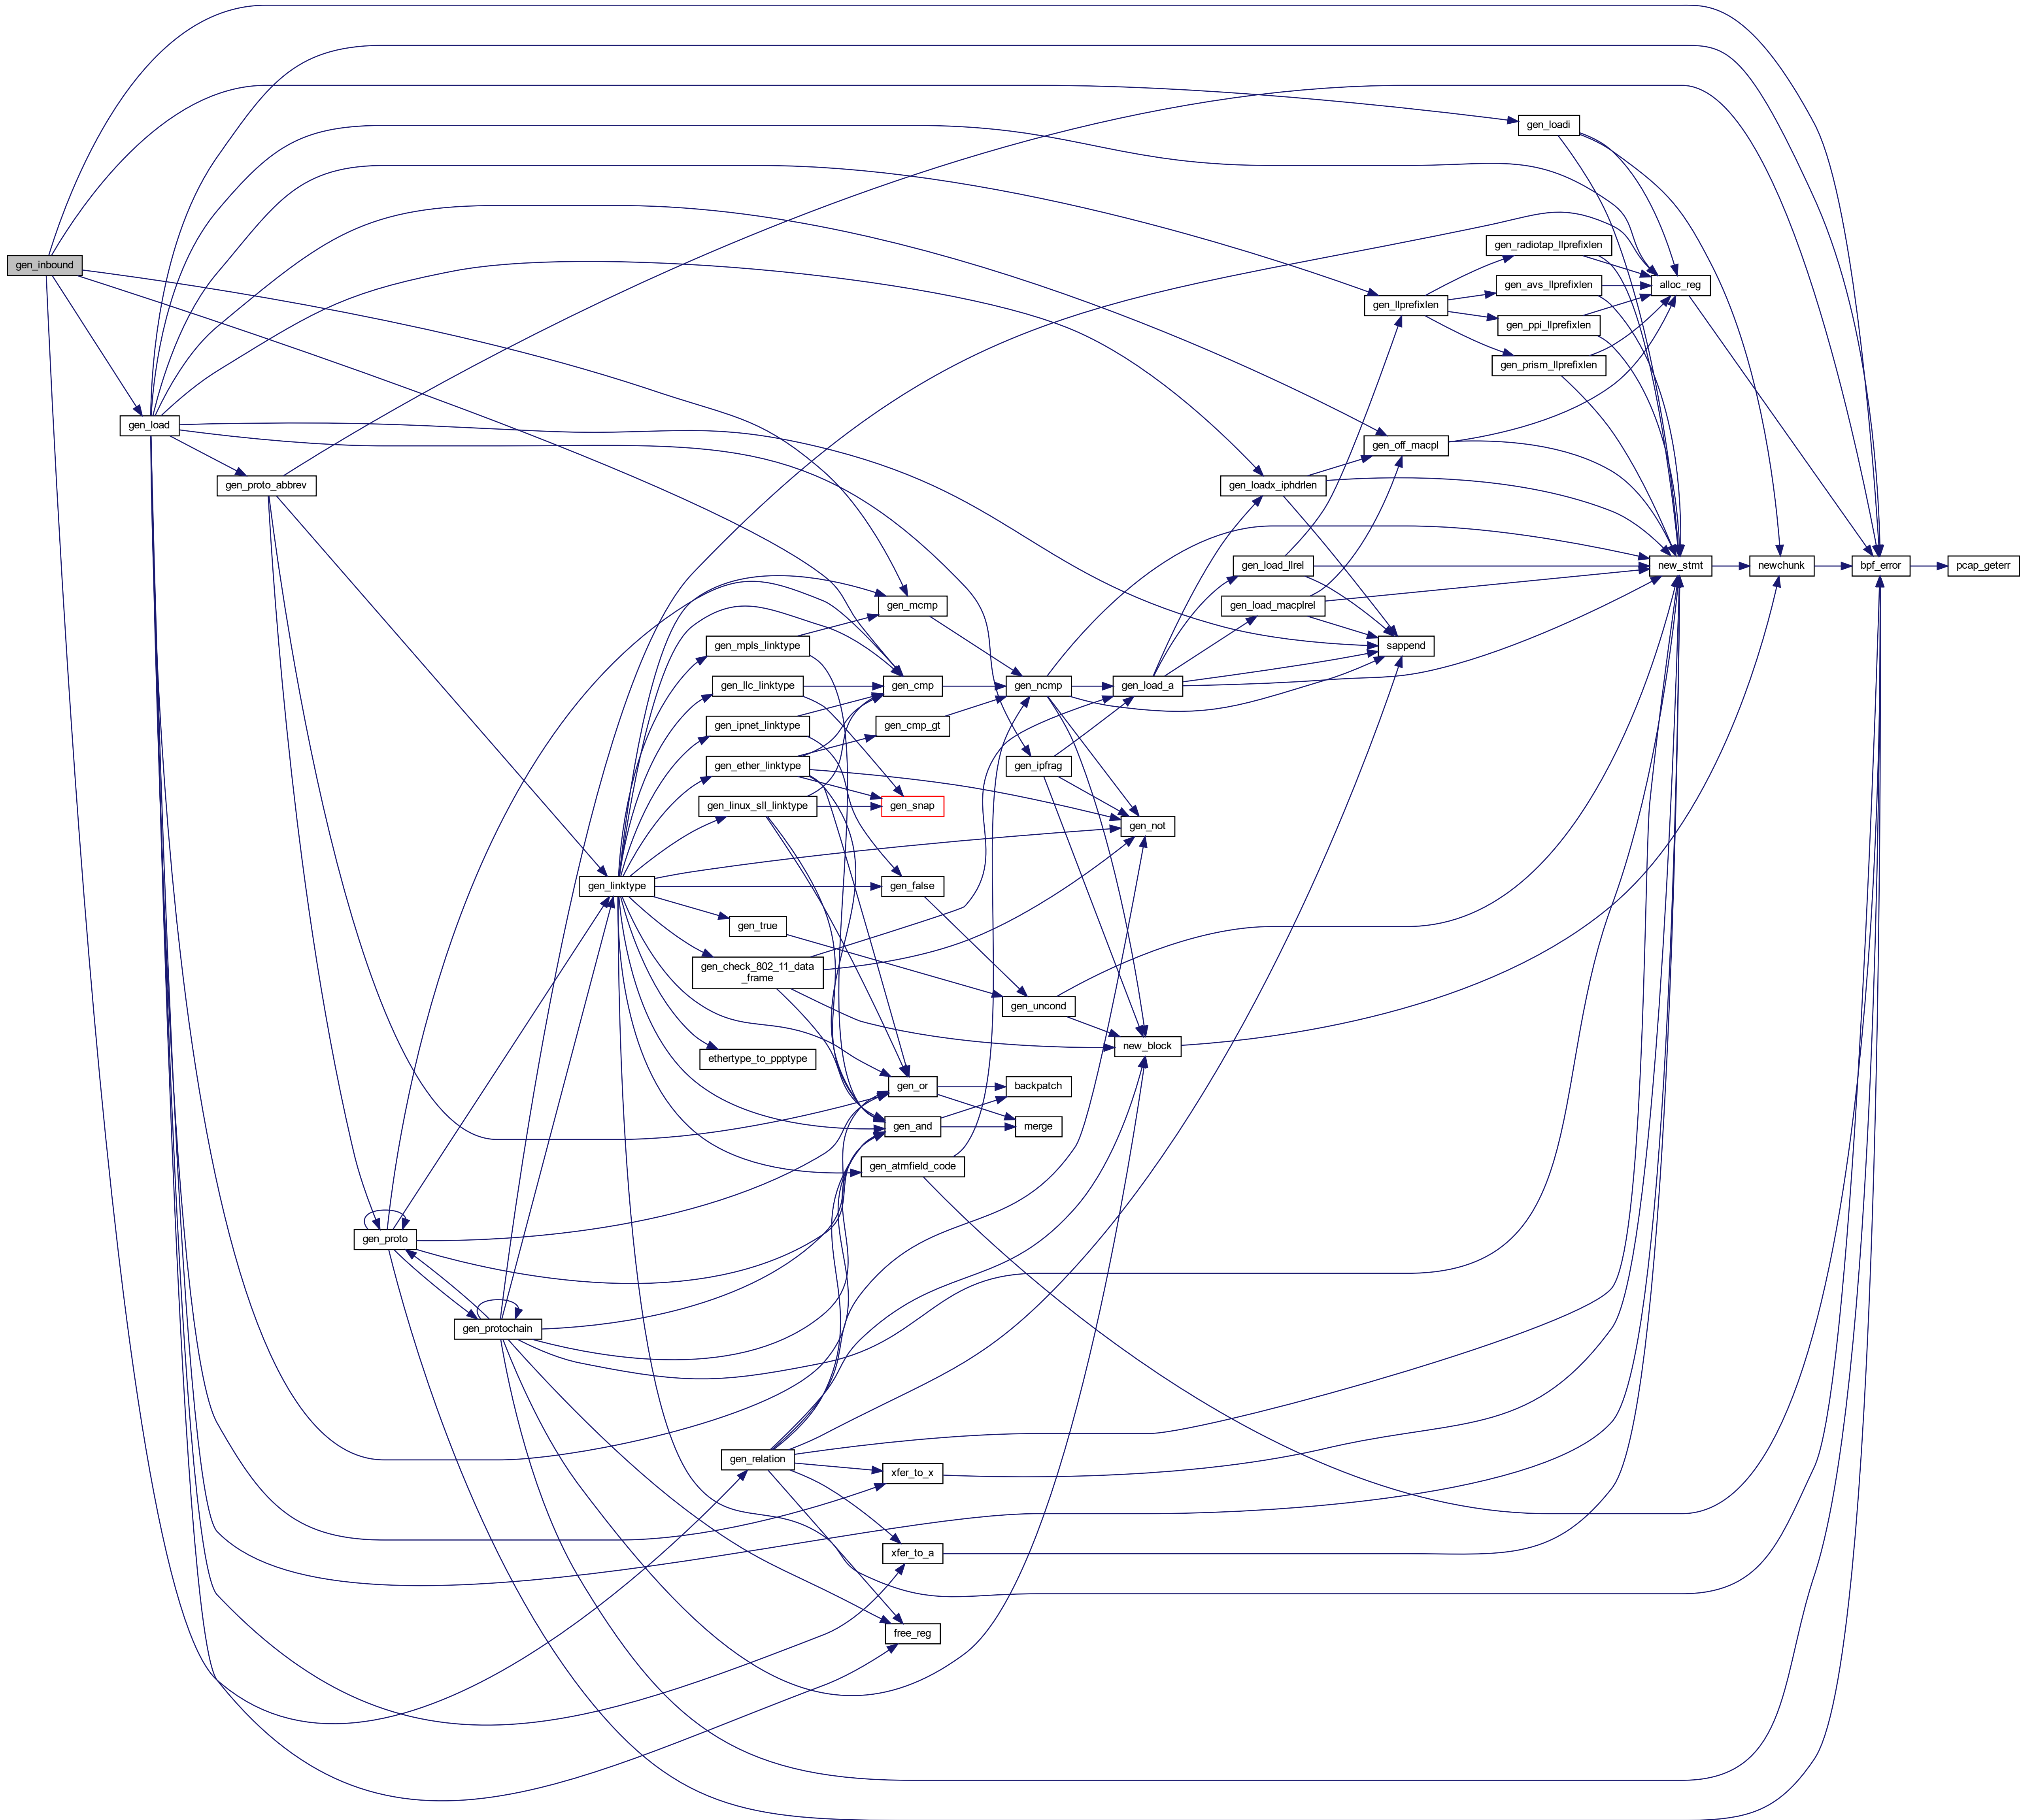 gen_inbound
gen_load
gen_proto_abbrev
gen_proto
gen_protochain
gen_linktype
gen_mpls_linktype
gen_llc_linktype
gen_ipnet_linktype
gen_ether_linktype
gen_linux_sll_linktype
gen_true
gen_check_802_11_data
_frame
ethertype_to_ppptype
gen_relation
gen_mcmp
gen_cmp
gen_cmp_gt
gen_snap
gen_false
gen_or
gen_and
gen_atmfield_code
xfer_to_x
xfer_to_a
free_reg
gen_ncmp
gen_ipfrag
gen_uncond
backpatch
merge
gen_load_a
gen_not
new_block
gen_loadx_iphdrlen
gen_load_llrel
gen_load_macplrel
gen_llprefixlen
gen_off_macpl
sappend
gen_loadi
gen_radiotap_llprefixlen
gen_avs_llprefixlen
gen_ppi_llprefixlen
gen_prism_llprefixlen
alloc_reg
new_stmt
newchunk
bpf_error
pcap_geterr